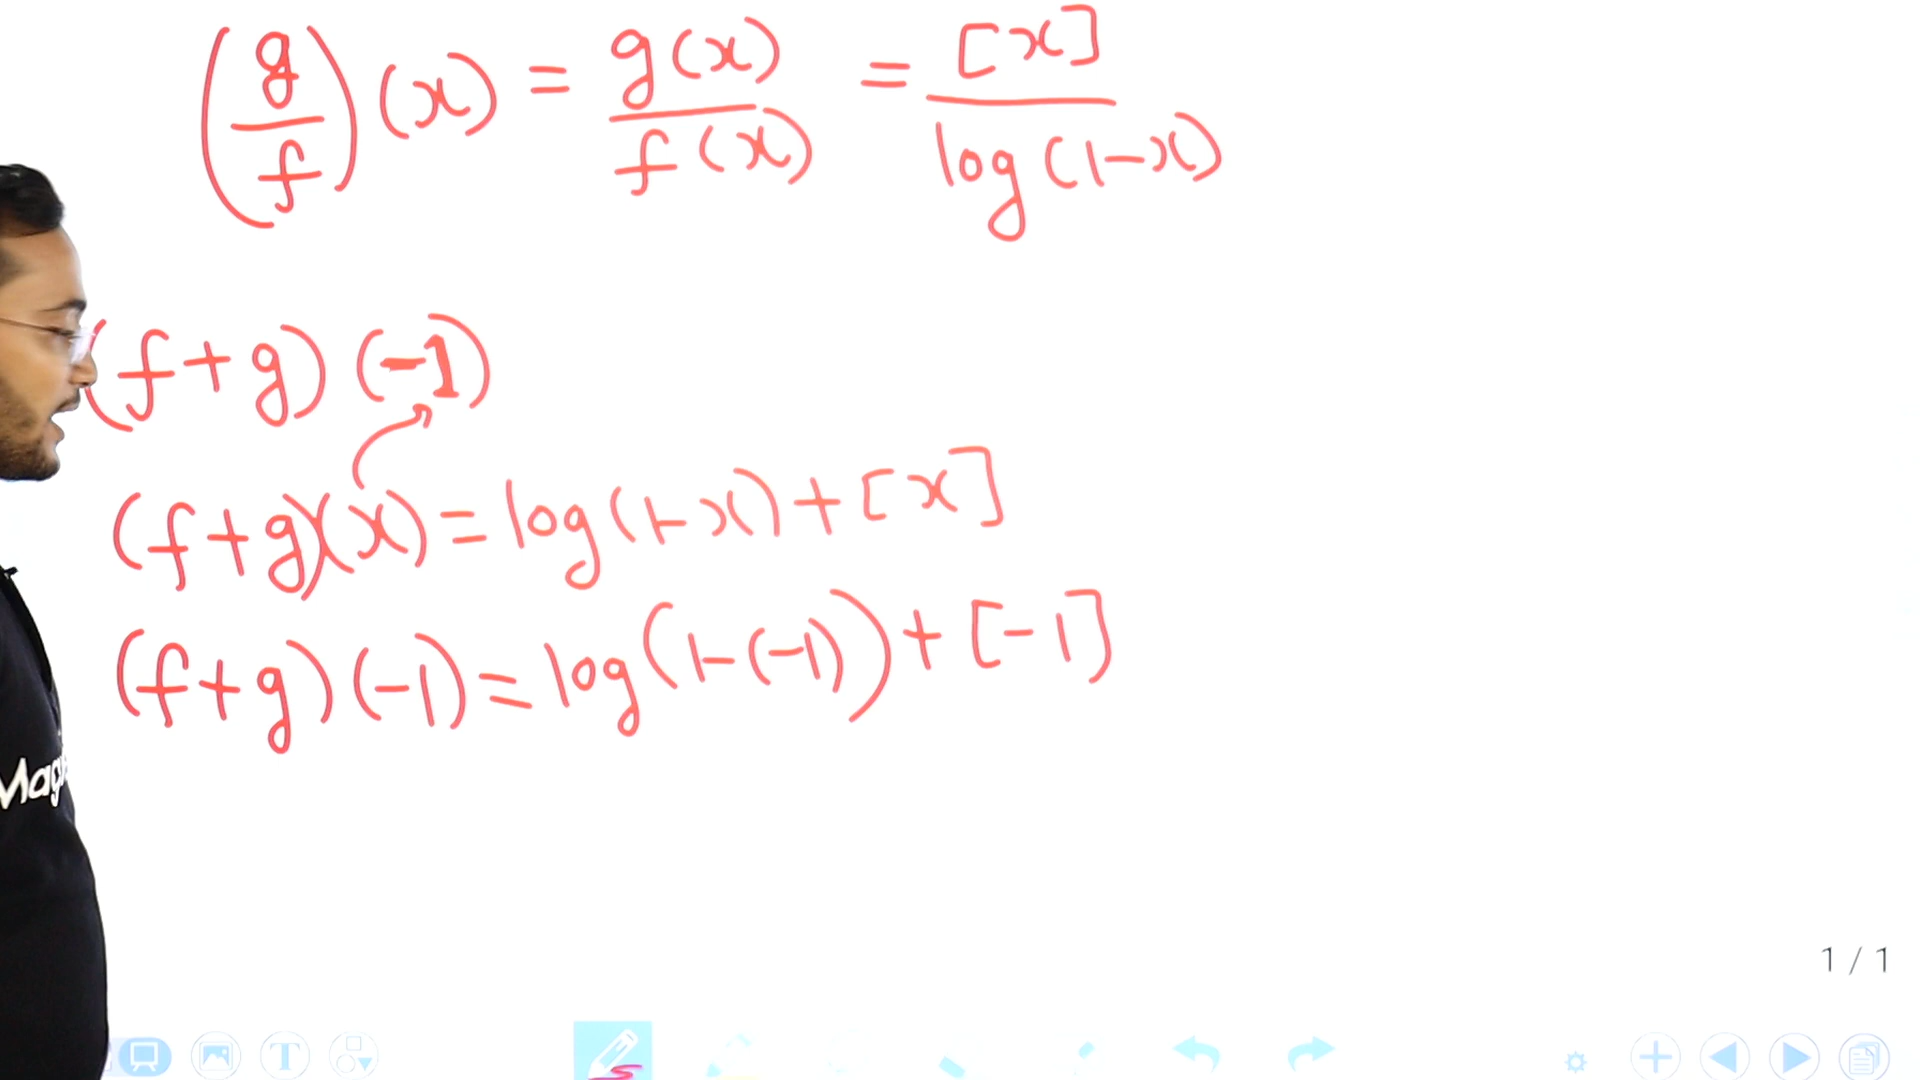 (g/f)(x) = g(x)/f(x) = [x]/log(1-x)
(f+g)(-1)
(f+g)(x) = log(1-x) + [x]
(f+g)(-1) = log(1-(-1)) + [-1]
1 / 1
T